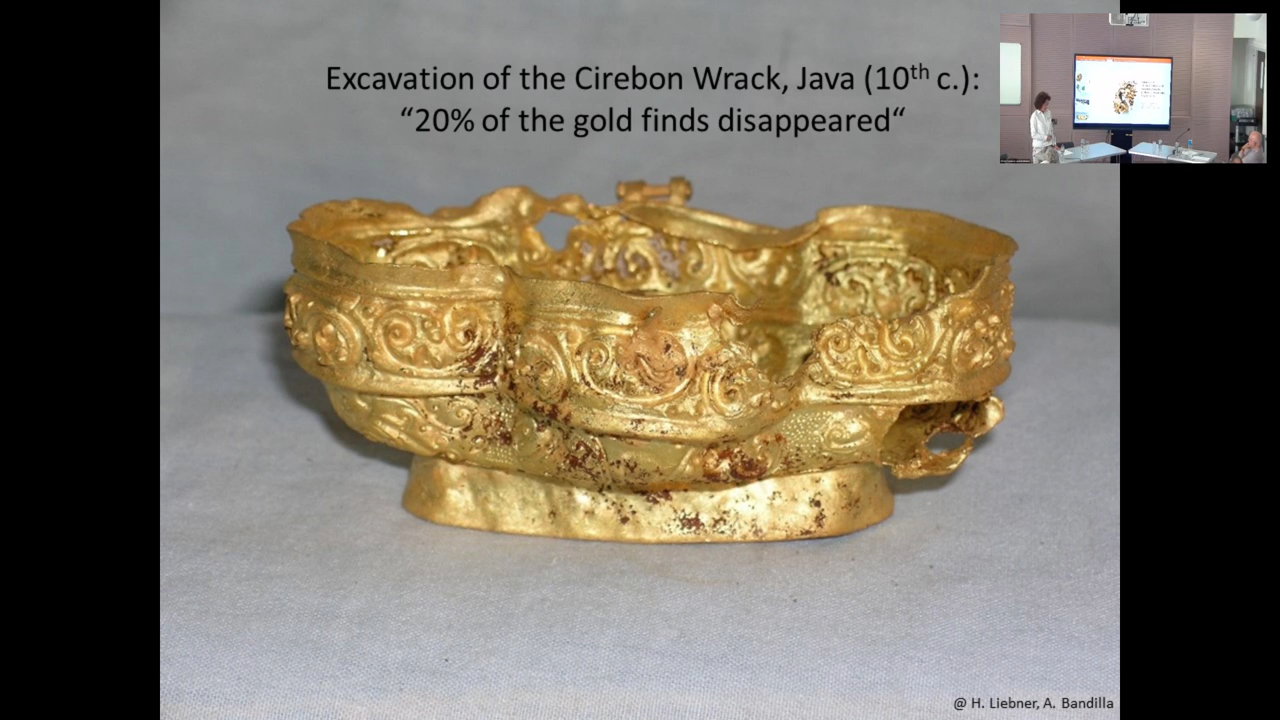 Excavation of the Cirebon Wrack, Java (10th c.):
“20% of the gold finds disappeared“
@ H. Liebner, A. Bandilla